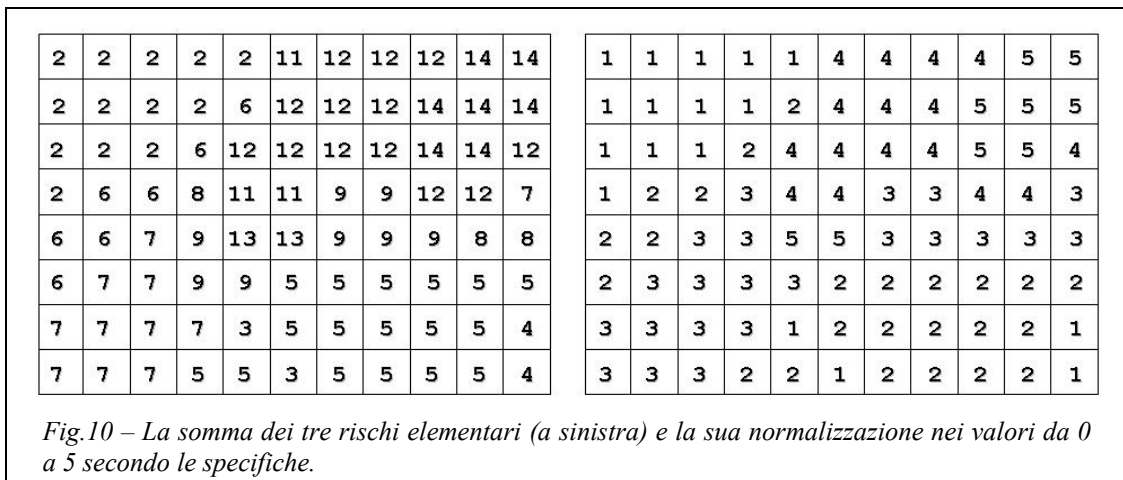 2 2 2 2 2 11 12 12 12 14 14 1 1 1 1 1 4 4 4 4 5 5
2 2 2 2 6 12 12 12 14 14 14 1 1 1 1 2 4 4 4 5 5 5
2 2 2 6 12 12 12 12 14 14 12 1 1 1 2 4 4 4 4 5 5 4
2 6 6 8 11 11 9 9 12 12 7 1 2 2 3 4 4 3 3 4 4 3
6 6 7 9 13 13 9 9 9 8 8 2 2 3 3 5 5 3 3 3 3 3
6 7 7 9 9 5 5 5 5 5 5 2 3 3 3 3 2 2 2 2 2 2
7 7 7 7 3 5 5 5 5 5 4 3 3 3 3 1 2 2 2 2 2 1
7 7 7 5 5 3 5 5 5 5 4 3 3 3 2 2 1 2 2 2 2 1
Fig.10 – La somma dei tre rischi elementari (a sinistra) e la sua normalizzazione nei valori da 0
a 5 secondo le specifiche.